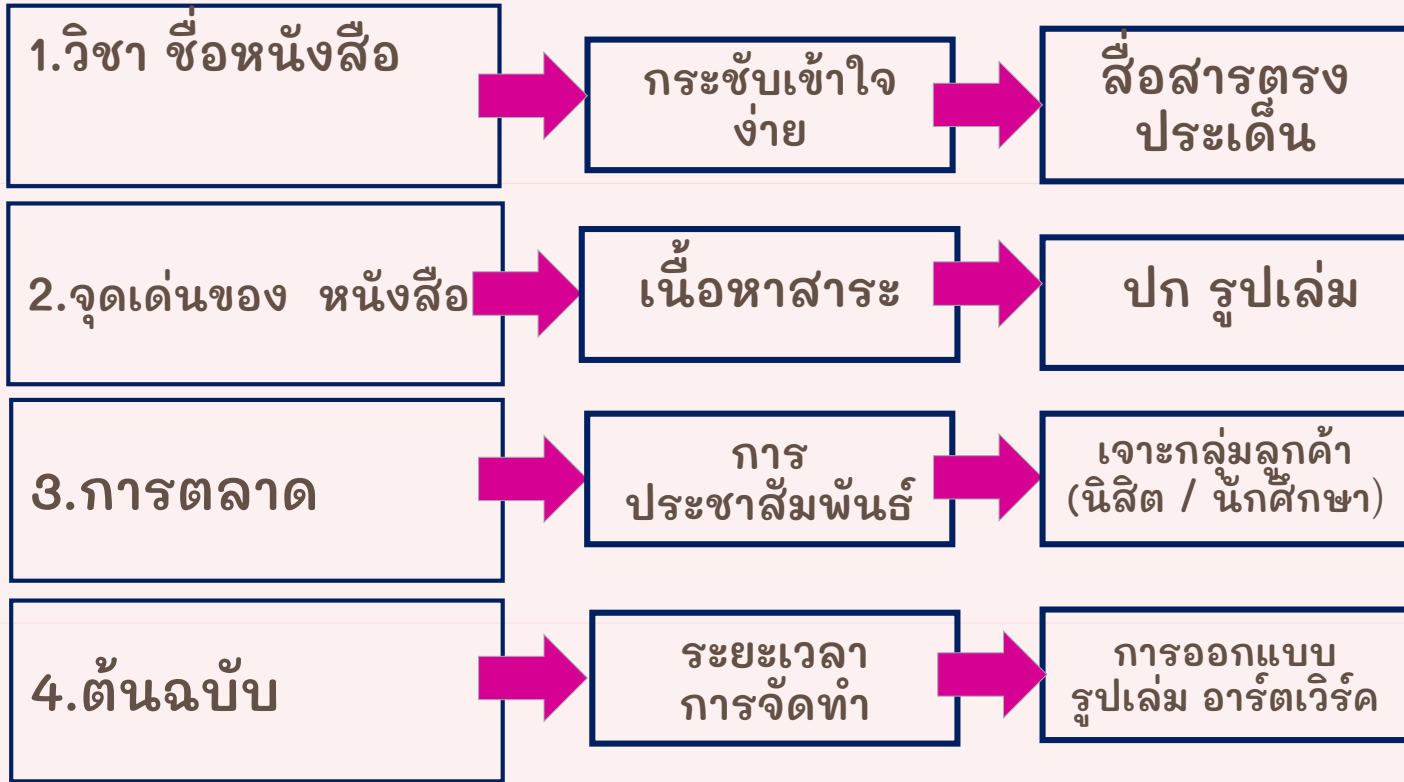 1.วิชา ชื่อหนังสือ
กระชับเข้าใจ
ง่าย
สื่อสารตรง
ประเด็น
2.จุดเด่นของ หนังสือ
เนื้อหาสาระ
ปก รูปเล่ม
3.การตลาด
การ
ประชาสัมพันธ์
เจาะกลุ่มลูกค้า
(นิสิต / นักศึกษา)
4.ต้นฉบับ
ระยะเวลา
การจัดทำ
การออกแบบ
รูปเล่ม อาร์ตเวิร์ค